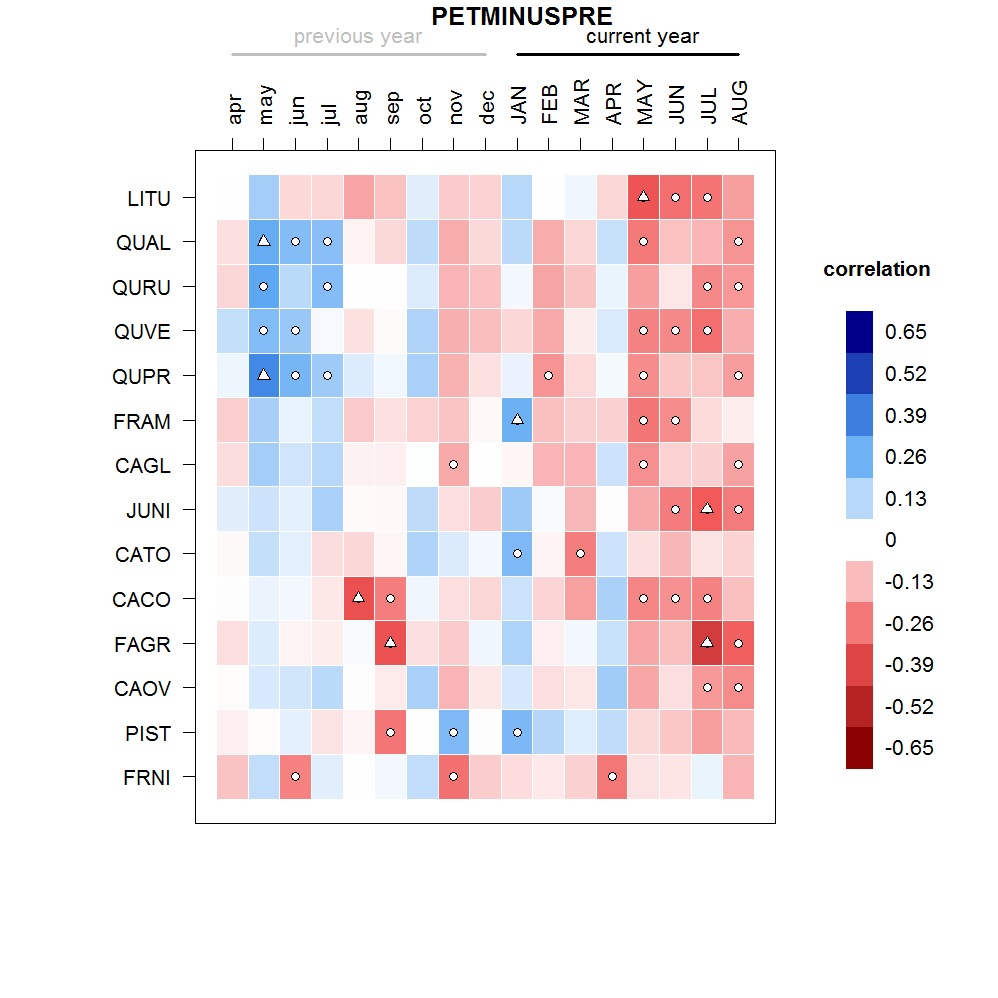 PETMINUSPRE
previous year current year
apr may jun jul aug sep oct nov dec JAN FEB MAR APR MAY JUN JUL AUG
LITU
QUAL
QURU
QUVE
QUPR
FRAM
CAGL
JUNI
CATO
CACO
FAGR
CAOV
PIST
FRNI
correlation
0.65
0.52
0.39
0.26
0.13
0
-0.13
-0.26
-0.39
-0.52
-0.65